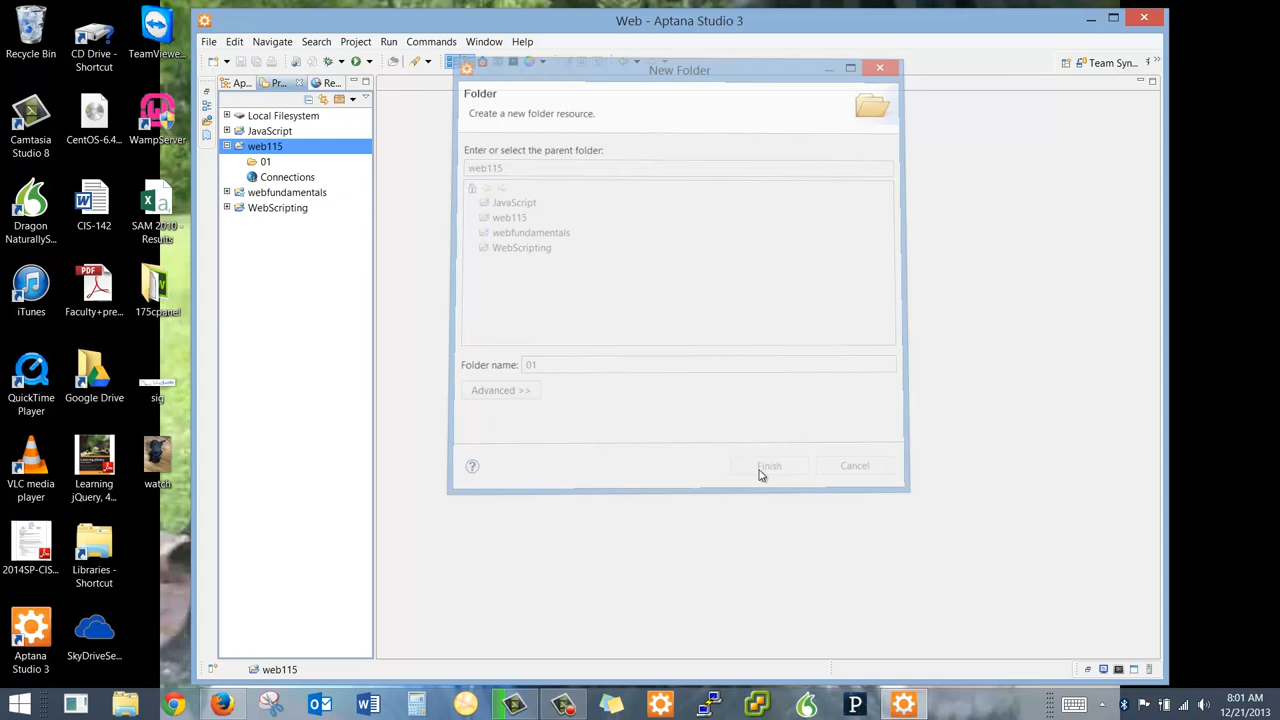 Recycle Bin
CD Drive - Shortcut
TeamViewe...
Camtasia Studio 8
CentOS-6.4...
WampServer
Dragon NaturallyS...
CIS-142
SAM 2010 - Results
iTunes
Faculty+pre...
175cpanel
QuickTime Player
Google Drive
sig
VLC media player
Learning jQuery, 4...
watch
2014SP-CIS...
Libraries - Shortcut
Aptana Studio 3
SkyDriveSe...
Web - Aptana Studio 3
File Edit Navigate Search Project Run Commands Window Help
Team Syn...
Ap... Pr... Re...
Local Filesystem
JavaScript
web115
01
Connections
webfundamentals
WebScripting
New Folder
Folder
Create a new folder resource.
Enter or select the parent folder:
web115
JavaScript
web115
webfundamentals
WebScripting
Folder name: 01
Advanced >>
Finish Cancel
web115
8:01 AM
12/21/2013